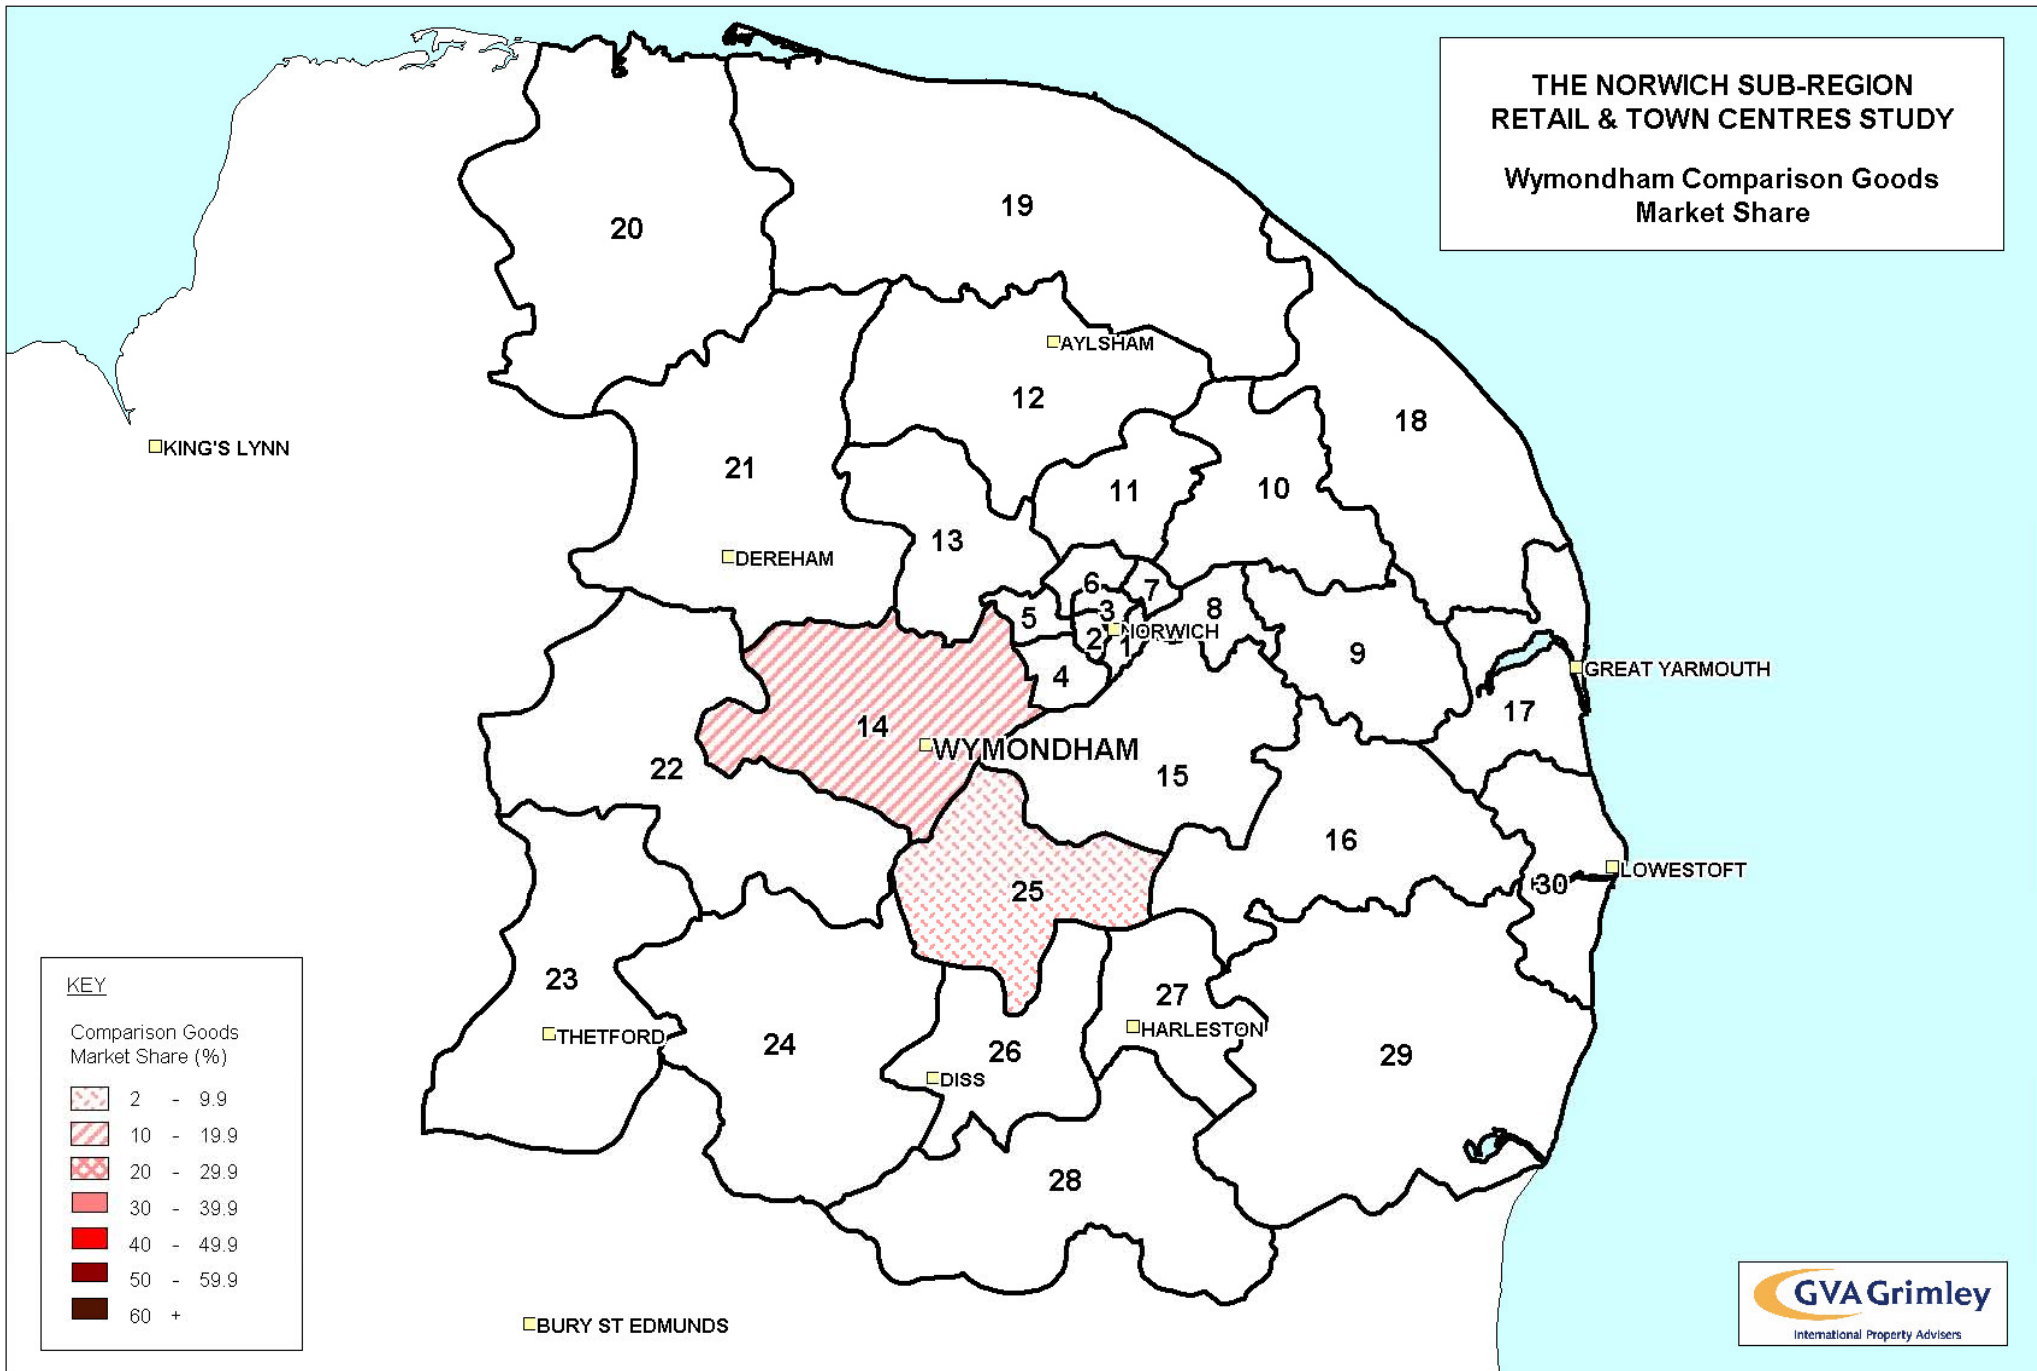 THE NORWICH SUB-REGION
RETAIL & TOWN CENTRES STUDY
Wymondham Comparison Goods
Market Share
19
20
AYLSHAM
12
18
KING'S LYNN
21
11
10
13
DEREHAM
6
7
5
3
8
NORWICH
2
1
9
4
GREAT YARMOUTH
14
17
WYMONDHAM
22
15
16
LOWESTOFT
30
25
23
27
THETFORD
HARLESTON
24
26
29
DISS
28
BURY ST EDMUNDS
KEY
Comparison Goods
Market Share (%)
2 - 9.9
10 - 19.9
20 - 29.9
30 - 39.9
40 - 49.9
50 - 59.9
60 +
GVA Grimley
International Property Advisers